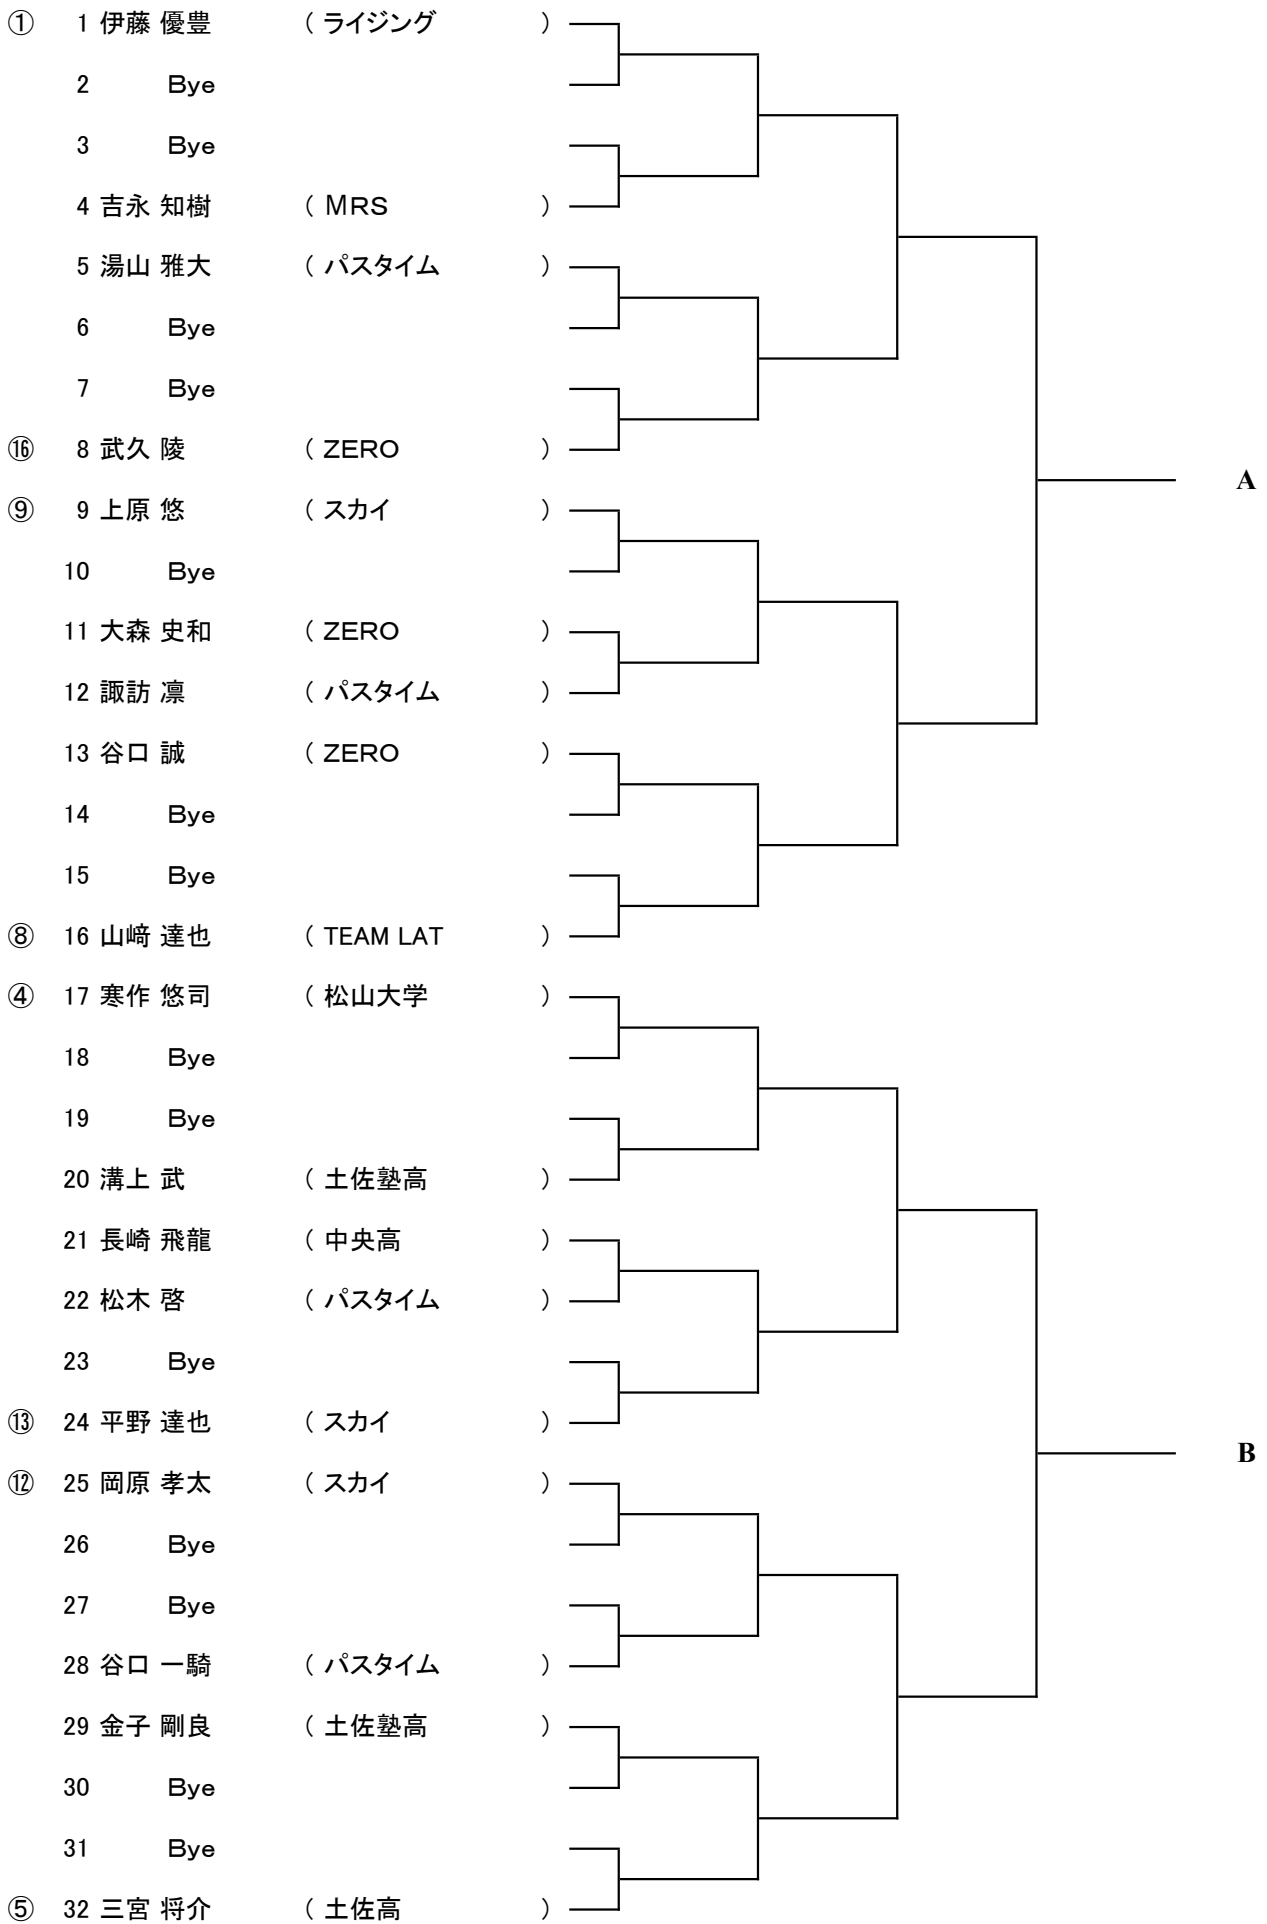 ① 1 伊藤 優豊 ( ライジング )
2 Bye
3 Bye
4 吉永 知樹 ( MRS )
5 湯山 雅大 ( パスタイム )
6 Bye
7 Bye
⑯ 8 武久 陵 ( ZERO )
A
⑨ 9 上原 悠 ( スカイ )
10 Bye
11 大森 史和 ( ZERO )
12 諏訪 凛 ( パスタイム )
13 谷口 誠 ( ZERO )
14 Bye
15 Bye
⑧ 16 山﨑 達也 ( TEAM LAT )
④ 17 寒作 悠司 ( 松山大学 )
18 Bye
19 Bye
20 溝上 武 ( 土佐塾高 )
21 長崎 飛龍 ( 中央高 )
22 松木 啓 ( パスタイム )
23 Bye
⑬ 24 平野 達也 ( スカイ )
B
⑫ 25 岡原 孝太 ( スカイ )
26 Bye
27 Bye
28 谷口 一騎 ( パスタイム )
29 金子 剛良 ( 土佐塾高 )
30 Bye
31 Bye
⑤ 32 三宮 将介 ( 土佐高 )